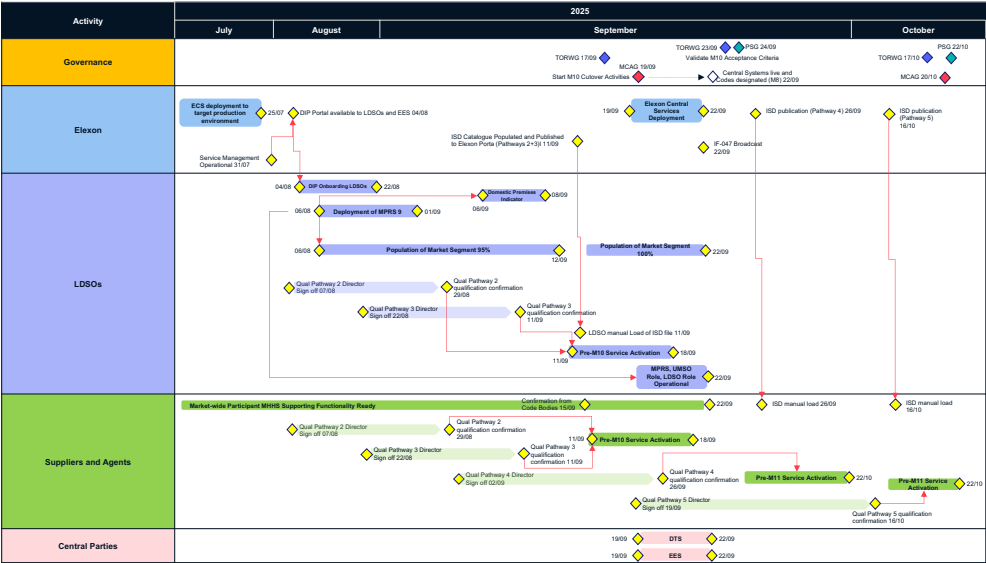 Activity
2025
July
August
September
October
Governance
TORWG 17/09
TORWG 23/09
PSG 24/09
Validate M10 Acceptance Criteria
MCAG 19/09
Start M10 Cutover Activities
Central Systems live and
Codes designated (M8) 22/09
TORWG 17/10
PSG 22/10
MCAG 20/10
Elexon
ECS deployment to
target production
environment
25/07
DIP Portal available to LDSOs and EES 04/08
Service Management
Operational 31/07
ISD Catalogue Populated and Published
to Elexon Porta (Pathways 2+3)l 11/09
19/09
Elexon Central
Services
Deployment
22/09
IF-047 Broadcast
22/09
ISD publication (Pathway 4) 26/09
ISD publication
(Pathway 5)
16/10
LDSOs
04/08
DIP Onboarding LDSOs
22/08
06/08
Deployment of MPRS 9
01/09
Domestic Premises
Indicator
06/09
08/09
06/08
Population of Market Segment 95%
12/09
Population of Market Segment
100%
22/09
Qual Pathway 2 Director
Sign off 07/08
Qual Pathway 2
qualification confirmation
29/08
Qual Pathway 3 Director
Sign off 22/08
Qual Pathway 3
qualification confirmation
11/09
LDSO manual Load of ISD file 11/09
11/09
Pre-M10 Service Activation
18/09
MPRS, UMSO
Role, LDSO Role
Operational
22/09
Suppliers and Agents
Market-wide Participant MHHS Supporting Functionality Ready
Confirmation from
Code Bodies 15/09
22/09
ISD manual load 26/09
ISD manual load
16/10
Qual Pathway 2 Director
Sign off 07/08
Qual Pathway 2
qualification confirmation
29/08
Qual Pathway 3 Director
Sign off 22/08
Qual Pathway 3
qualification
confirmation 11/09
11/09
Pre-M10 Service Activation
18/09
Qual Pathway 4 Director
Sign off 02/09
Qual Pathway 4
qualification confirmation
26/09
Pre-M11 Service Activation
22/10
Pre-M11 Service
Activation
22/10
Qual Pathway 5 Director
Sign off 19/09
Qual Pathway 5 qualification
confirmation 16/10
Central Parties
19/09
DTS
22/09
19/09
EES
22/09